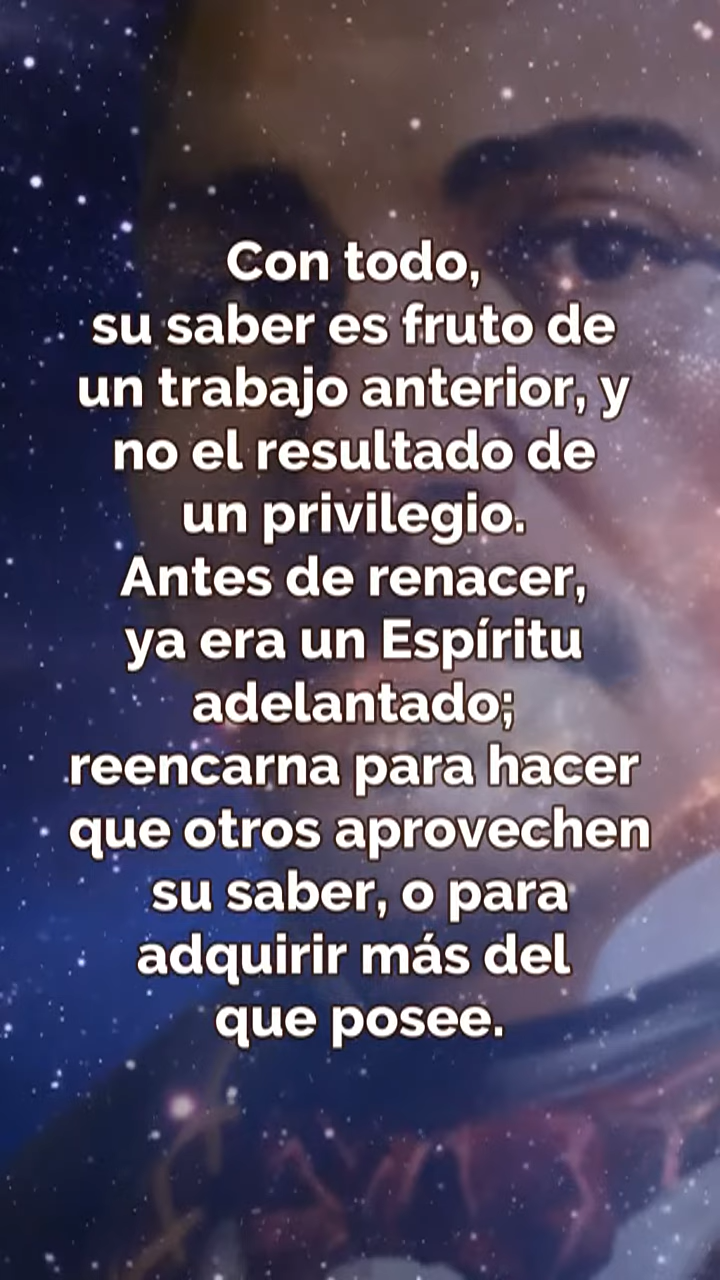 Con todo,
su saber es fruto de
un trabajo anterior, y
no el resultado de
un privilegio.
Antes de renacer,
ya era un Espíritu
adelantado;
reencarna para hacer
que otros aprovechen
su saber, o para
adquirir más del
que posee.